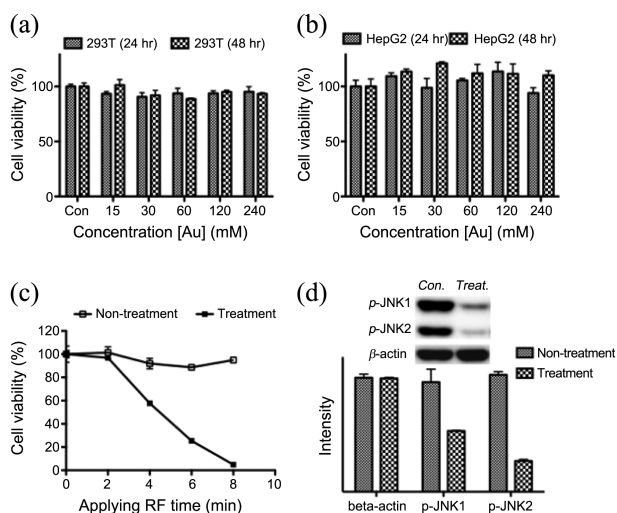 (a)
293T (24 hr) 293T (48 hr)
Cell viability (%)
100
50
0
Con 15 30 60 120 240
Concentration [Au] (mM)
(b)
HepG2 (24 hr) HepG2 (48 hr)
Cell viability (%)
100
50
0
Con 15 30 60 120 240
Concentration [Au] (mM)
(c)
Non-treatment Treatment
Cell viability (%)
120
100
80
60
40
20
0
0 2 4 6 8 10
Applying RF time (min)
(d)
Con. Treat.
p-JNK1
p-JNK2
β-actin
Non-treatment
Treatment
Intensity
beta-actin p-JNK1 p-JNK2